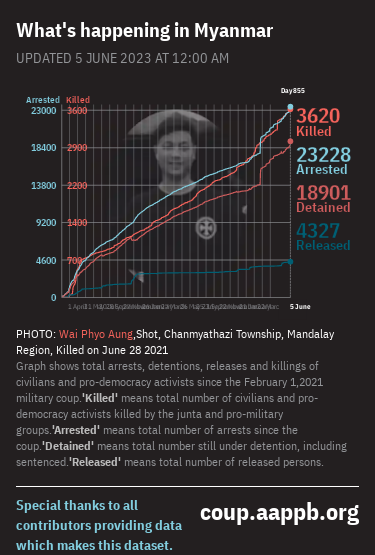 What's happening in Myanmar
UPDATED 5 JUNE 2023 AT 12:00 AM
Day855
Arrested Killed
23000 3600
3620
Killed
18400 2900
23228
Arrested
13800 2200
18901
Detained
9200 1400
4327
Released
4600 700
0
1 April
5 June
PHOTO: Wai Phyo Aung,Shot, Channmyathazi Township, Mandalay
Region, Killed on June 28 2021
Graph shows total arrests, detentions, releases and killings of
civilians and pro-democracy activists since the February 1,2021
military coup.'Killed' means total number of civilians and pro-
democracy activists killed by the junta and pro-military
groups.'Arrested' means total number of arrests since the
coup.'Detained' means total number still under detention, including
sentenced.'Released' means total number of released persons.
Special thanks to all
contributors providing data
which makes this dataset.
coup.aappb.org